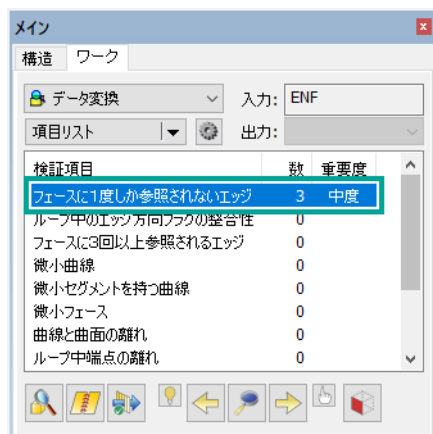 メイン
構造 ワーク
データ変換 入力: ENF
項目リスト 出力:
検証項目 数 重要度
フェースに1度しか参照されないエッジ 3 中度
ループ中のエッジ方向フラグの整合性 0
フェースに3回以上参照されるエッジ 0
微小曲線 0
微小セグメントを持つ曲線 0
微小フェース 0
曲線と曲面の離れ 0
ループ中端点の離れ 0